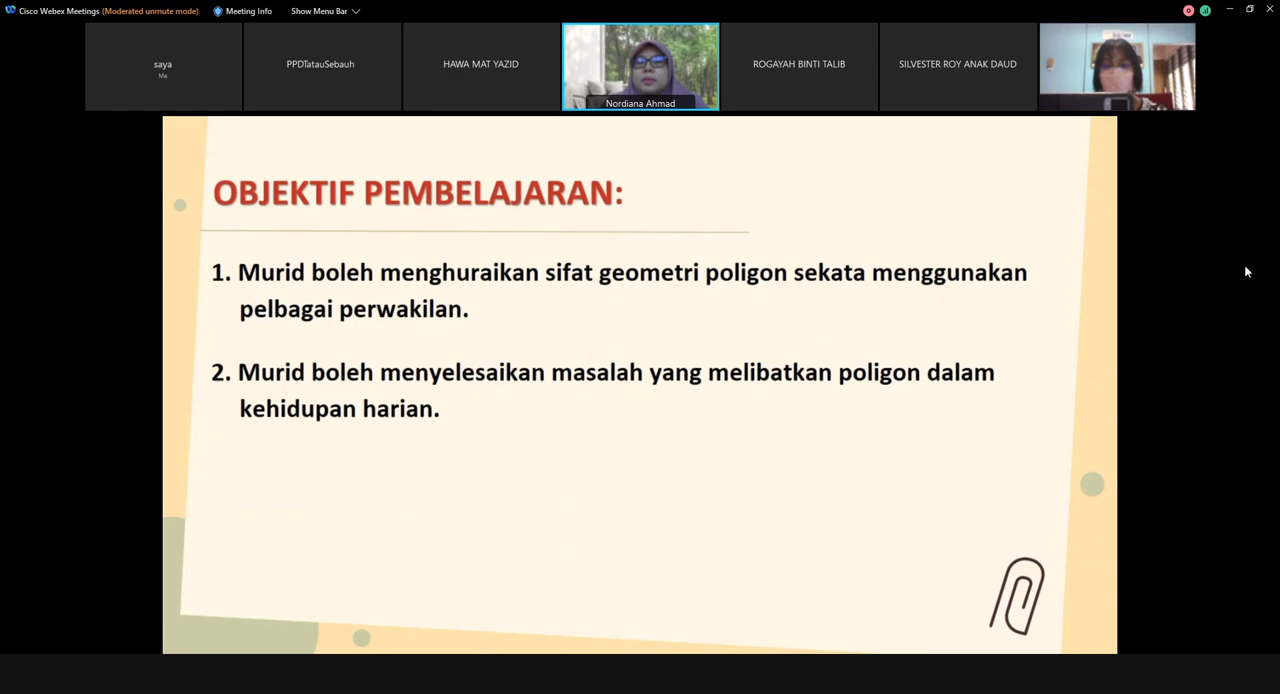 Cisco Webex Meetings (Moderated unmute mode) Meeting Info Show Menu Bar
saya
Me
PPDTatauSebauh
HAWA MAT YAZID
Nordiana Ahmad
ROGAYAH BINTI TALIB
SILVESTER ROY ANAK DAUD
OBJEKTIF PEMBELAJARAN:
1. Murid boleh menghuraikan sifat geometri poligon sekata menggunakan
pelbagai perwakilan.
2. Murid boleh menyelesaikan masalah yang melibatkan poligon dalam
kehidupan harian.